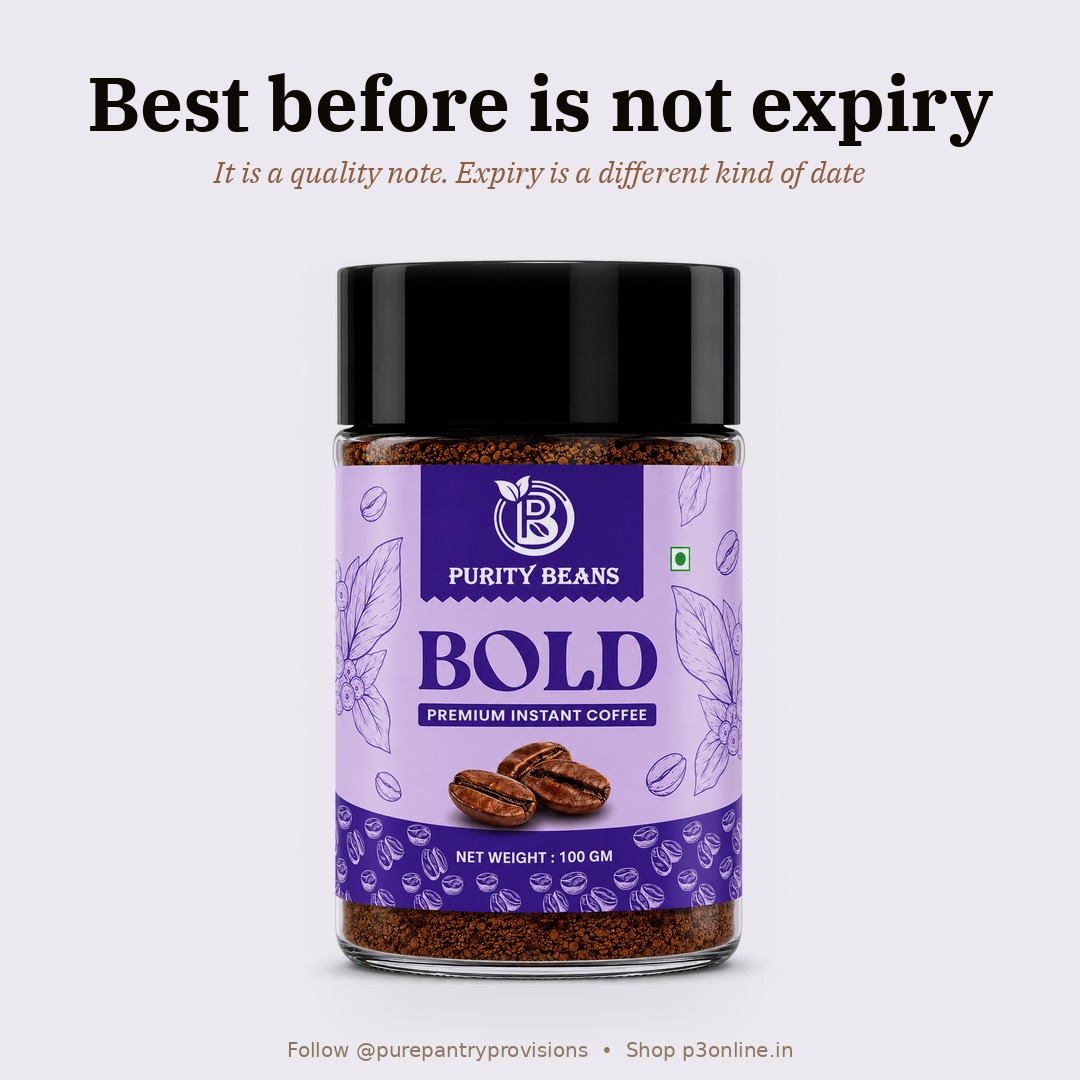 Best before is not expiry
It is a quality note. Expiry is a different kind of date
PURITY BEANS
BOLD
PREMIUM INSTANT COFFEE
NET WEIGHT : 100 GM
Follow @purepantryprovisions • Shop p3online.in